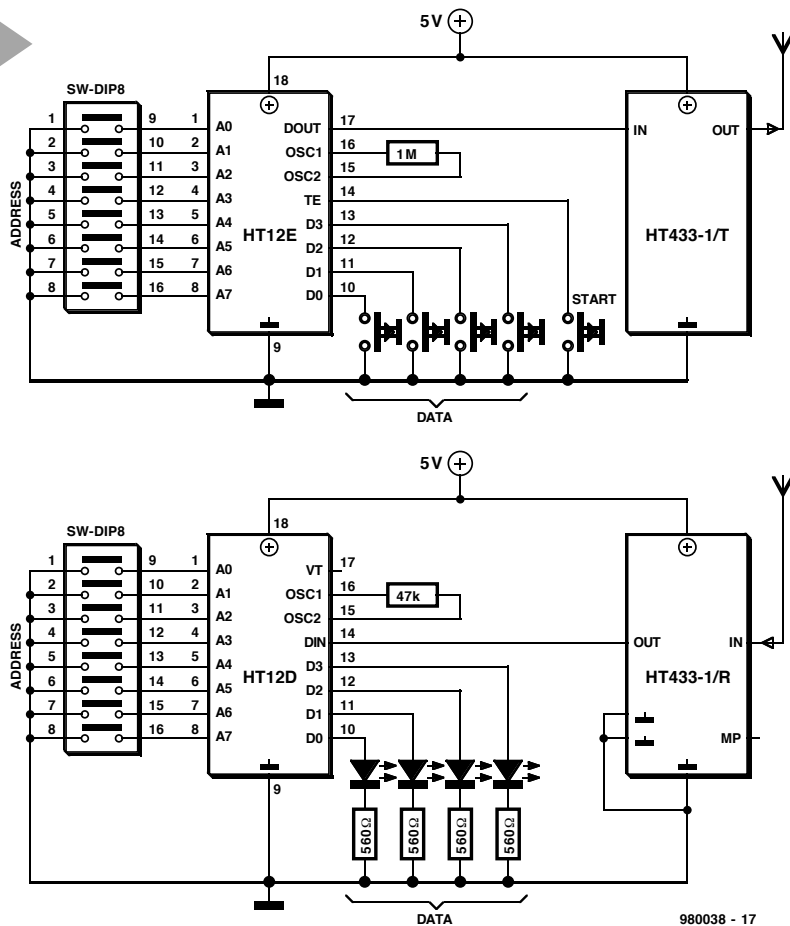 5V
SW-DIP8
18
ADDRESS
1 9 1 A0
2 10 2 A1
3 11 3 A2
4 12 4 A3
5 13 5 A4
6 14 6 A5
7 15 7 A6
8 16 8 A7
HT12E
DOUT 17
OSC1 16
OSC2 15
TE 14
D3 13
D2 12
D1 11
D0 10
9
1M
START
DATA
IN OUT
HT433-1/T
5V
SW-DIP8
18
ADDRESS
1 9 1 A0
2 10 2 A1
3 11 3 A2
4 12 4 A3
5 13 5 A4
6 14 6 A5
7 15 7 A6
8 16 8 A7
HT12D
VT 17
OSC1 16
OSC2 15
DIN 14
D3 13
D2 12
D1 11
D0 10
9
47k
560Ω 560Ω 560Ω 560Ω
DATA
OUT IN
HT433-1/R
MP
980038 - 17